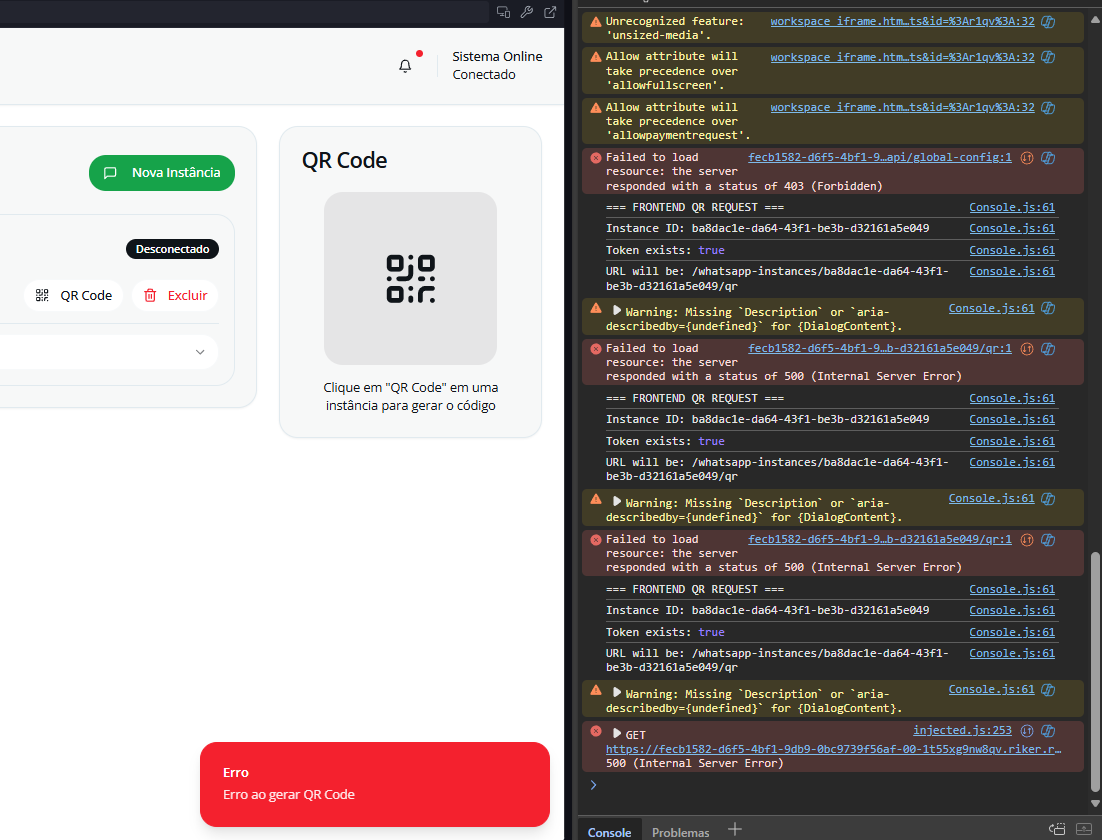 Sistema Online
Conectado
Nova Instância
Desconectado
QR Code
Excluir
QR Code
Clique em "QR Code" em uma
instância para gerar o código
Erro
Erro ao gerar QR Code
Unrecognized feature: workspace_iframe.htm…ts&id=%3Ar1qv%3A:32
'unsized-media'.
Allow attribute will workspace_iframe.htm…ts&id=%3Ar1qv%3A:32
take precedence over
'allowfullscreen'.
Allow attribute will workspace_iframe.htm…ts&id=%3Ar1qv%3A:32
take precedence over
'allowpaymentrequest'.
Failed to load fecb1582-d6f5-4bf1-9…api/global-config:1
resource: the server
responded with a status of 403 (Forbidden)
=== FRONTEND QR REQUEST === Console.js:61
Instance ID: ba8dac1e-da64-43f1-be3b-d32161a5e049 Console.js:61
Token exists: true Console.js:61
URL will be: /whatsapp-instances/ba8dac1e-da64-43f1- Console.js:61
be3b-d32161a5e049/qr
Warning: Missing `Description` or `aria- Console.js:61
describedby={undefined}` for {DialogContent}.
Failed to load fecb1582-d6f5-4bf1-9…b-d32161a5e049/qr:1
resource: the server
responded with a status of 500 (Internal Server Error)
=== FRONTEND QR REQUEST === Console.js:61
Instance ID: ba8dac1e-da64-43f1-be3b-d32161a5e049 Console.js:61
Token exists: true Console.js:61
URL will be: /whatsapp-instances/ba8dac1e-da64-43f1- Console.js:61
be3b-d32161a5e049/qr
Warning: Missing `Description` or `aria- Console.js:61
describedby={undefined}` for {DialogContent}.
Failed to load fecb1582-d6f5-4bf1-9…b-d32161a5e049/qr:1
resource: the server
responded with a status of 500 (Internal Server Error)
=== FRONTEND QR REQUEST === Console.js:61
Instance ID: ba8dac1e-da64-43f1-be3b-d32161a5e049 Console.js:61
Token exists: true Console.js:61
URL will be: /whatsapp-instances/ba8dac1e-da64-43f1- Console.js:61
be3b-d32161a5e049/qr
Warning: Missing `Description` or `aria- Console.js:61
describedby={undefined}` for {DialogContent}.
GET injected.js:253
https://fecb1582-d6f5-4bf1-9db9-0bc9739f56af-00-1t55xg9nw8qv.riker.r…
500 (Internal Server Error)
Console Problemas